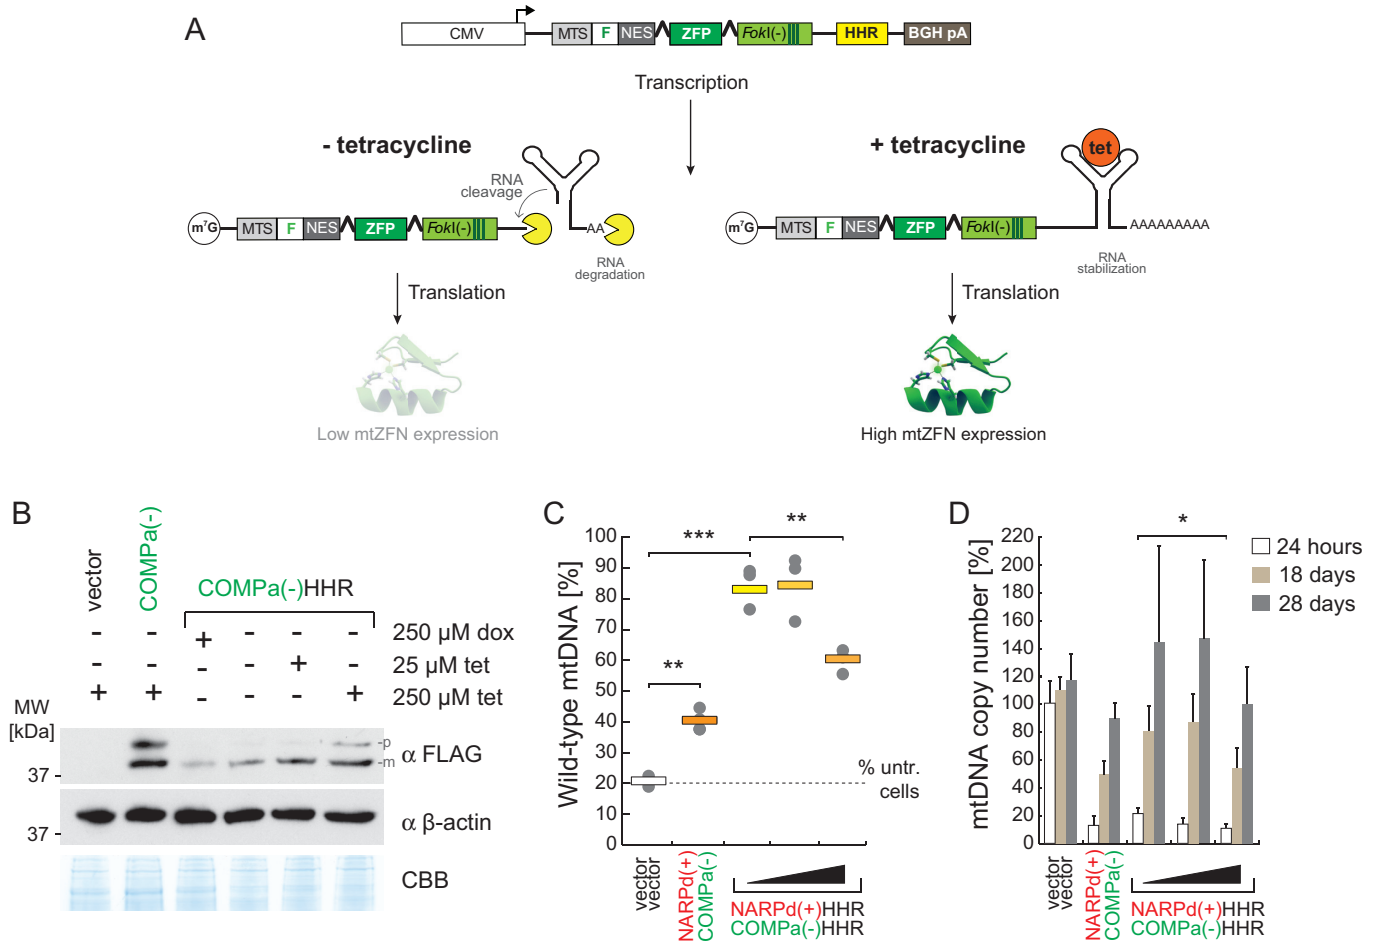 A
CMV
MTS F NES ZFP FokI(-) HHR BGH pA
Transcription
- tetracycline
+ tetracycline
tet
RNA
cleavage
m⁷G MTS F NES ZFP FokI(-) AA
RNA
degradation
m⁷G MTS F NES ZFP FokI(-) AAAAAAAAA
RNA
stabilization
Translation
Translation
Low mtZFN expression
High mtZFN expression
B
vector
COMPa(-)
COMPa(-)HHR
- - + - - - 250 µM dox
- - - - + - 25 µM tet
+ + - - - + 250 µM tet
MW
[kDa]
-p
-m
α FLAG
37
α β-actin
37
CBB
C
Wild-type mtDNA [%]
100
90
80
70
60
50
40
30
20
10
0
***
**
**
% untr.
cells
vector
vector
NARPd(+)
COMPa(-)
NARPd(+)HHR
COMPa(-)HHR
D
mtDNA copy number [%]
220
200
180
160
140
120
100
80
60
40
20
0
*
24 hours
18 days
28 days
vector
vector
NARPd(+)
COMPa(-)
NARPd(+)HHR
COMPa(-)HHR